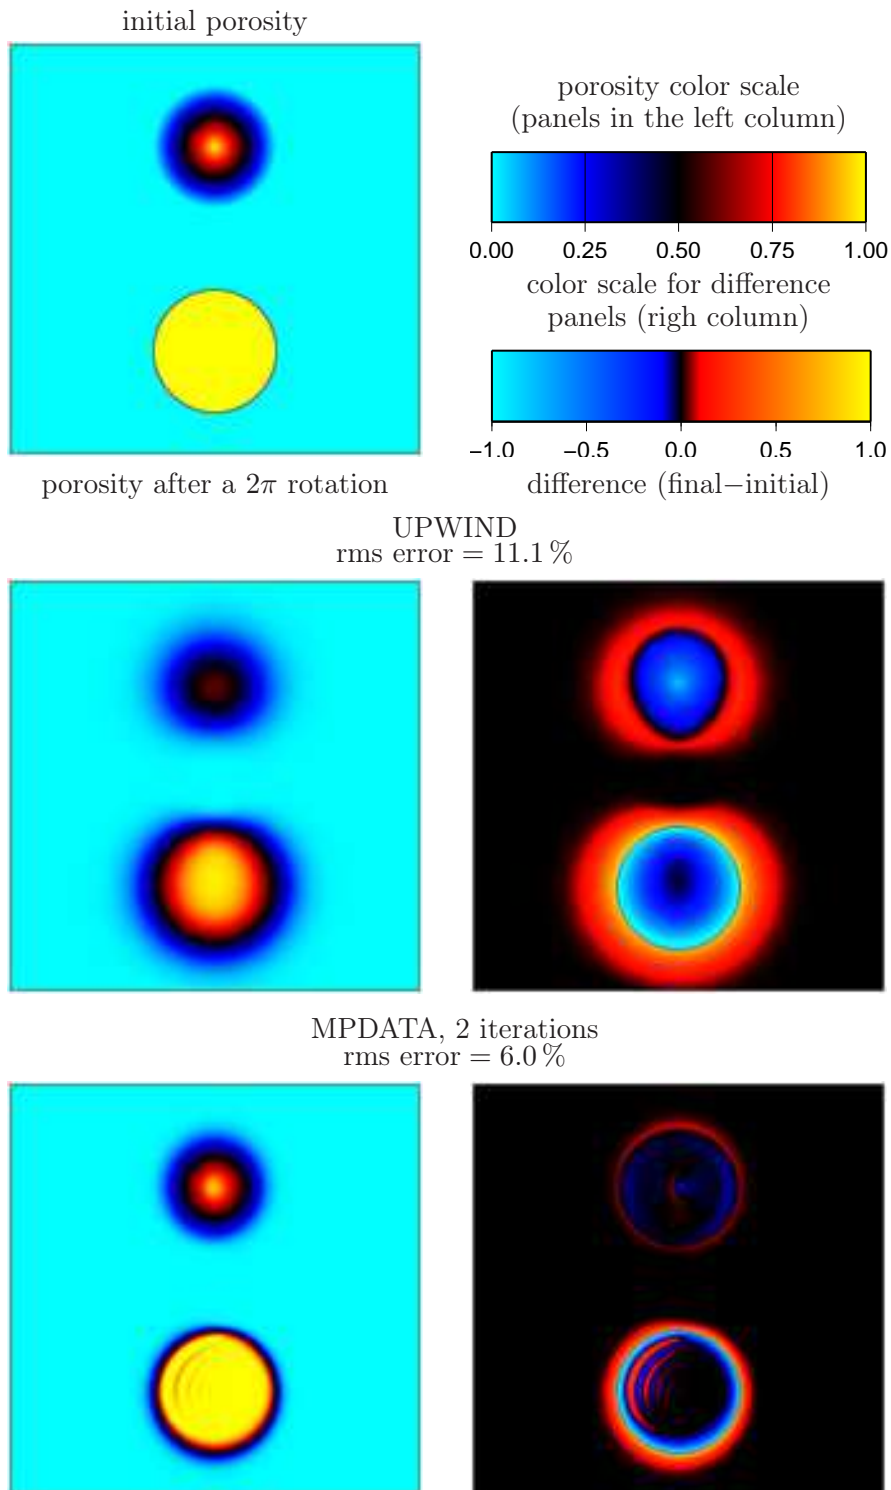 initial porosity
porosity color scale
(panels in the left column)
0.00 0.25 0.50 0.75 1.00
color scale for difference
panels (righ column)
−1.0 −0.5 0.0 0.5 1.0
porosity after a 2π rotation
difference (final−initial)
UPWIND
rms error = 11.1 %
MPDATA, 2 iterations
rms error = 6.0 %